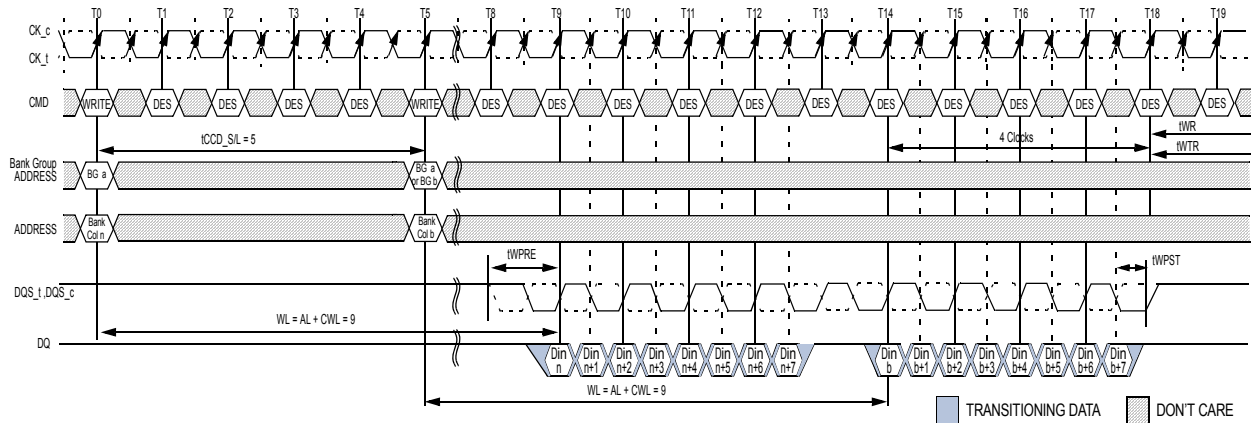 T0 T1 T2 T3 T4 T5 T8 T9 T10 T11 T12 T13 T14 T15 T16 T17 T18 T19
CK_c
CK_t
CMD WRITE DES DES DES DES WRITE DES DES DES DES DES DES DES DES DES DES DES DES
tCCD_S/L = 5
4 Clocks
tWR
tWTR
Bank Group
ADDRESS
BG a
BG a
or BG b
ADDRESS
Bank
Col n
Bank
Col b
tWPRE
tWPST
DQS_t ,DQS_c
WL = AL + CWL = 9
DQ
Din
n
Din
n+1
Din
n+2
Din
n+3
Din
n+4
Din
n+5
Din
n+6
Din
n+7
Din
b
Din
b+1
Din
b+2
Din
b+3
Din
b+4
Din
b+5
Din
b+6
Din
b+7
WL = AL + CWL = 9
TRANSITIONING DATA
DON'T CARE